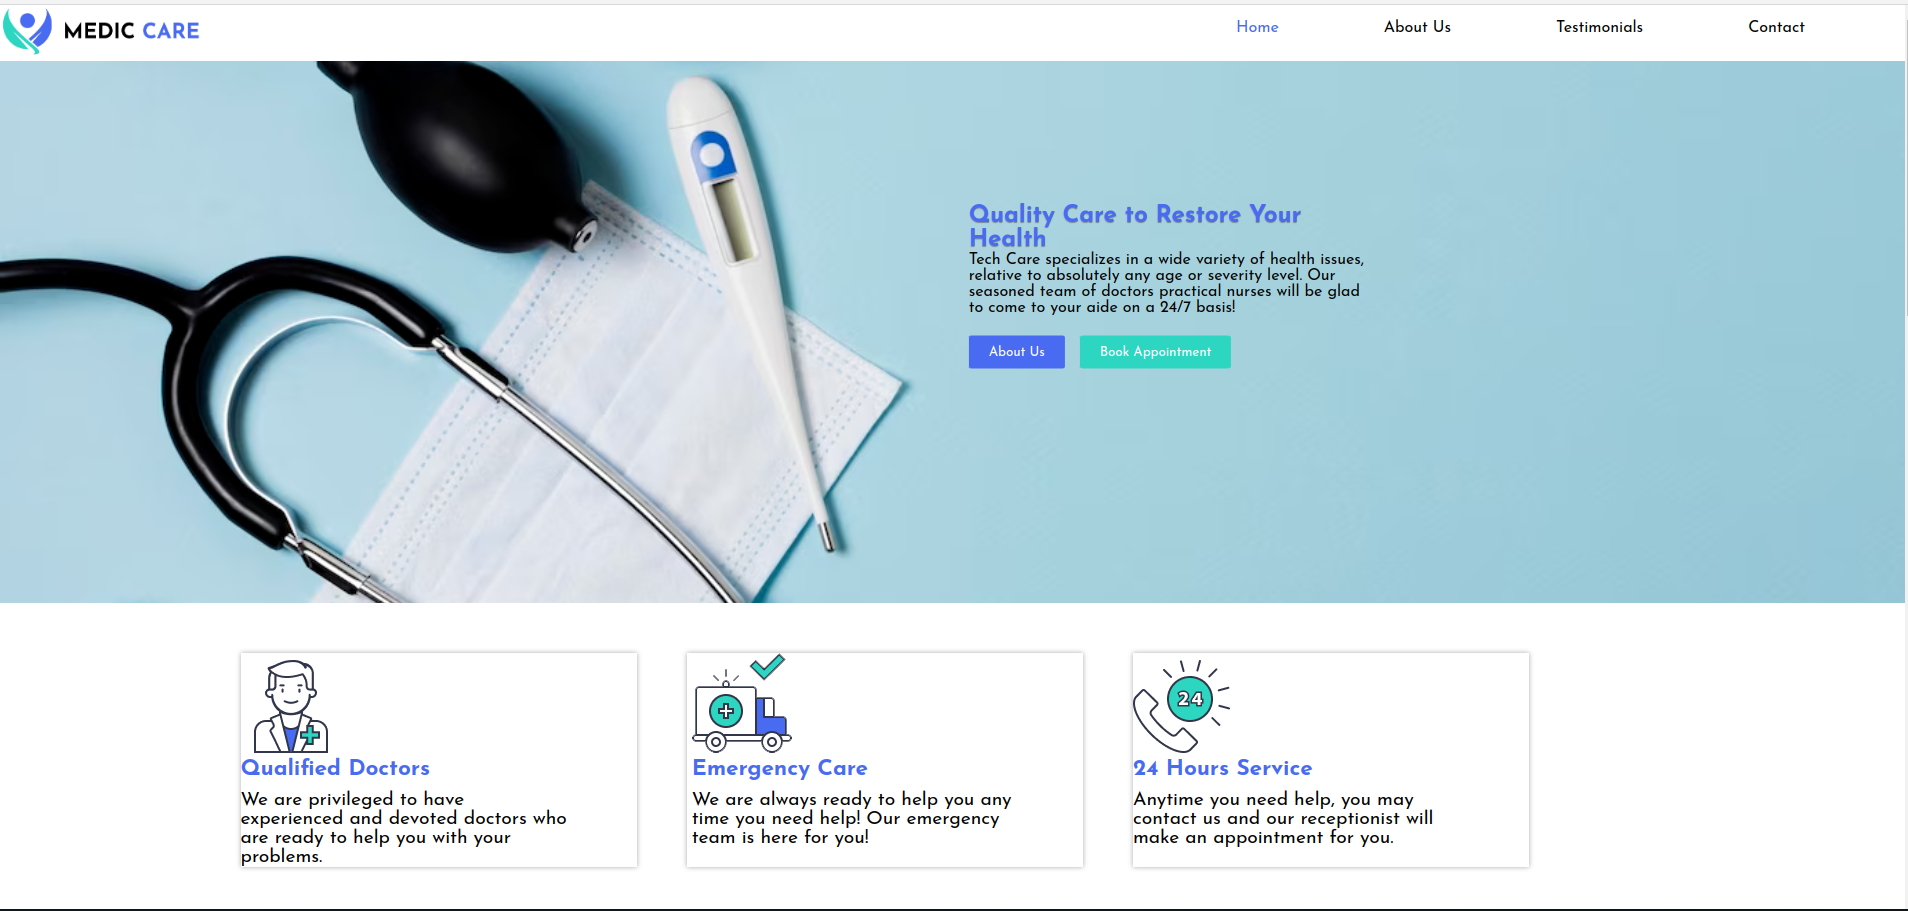 MEDIC CARE
Home
About Us
Testimonials
Contact
Quality Care to Restore Your
Health
Tech Care specializes in a wide variety of health issues,
relative to absolutely any age or severity level. Our
seasoned team of doctors practical nurses will be glad
to come to your aide on a 24/7 basis!
About Us
Book Appointment
24
Qualified Doctors
We are privileged to have
experienced and devoted doctors who
are ready to help you with your
problems.
Emergency Care
We are always ready to help you any
time you need help! Our emergency
team is here for you!
24 Hours Service
Anytime you need help, you may
contact us and our receptionist will
make an appointment for you.